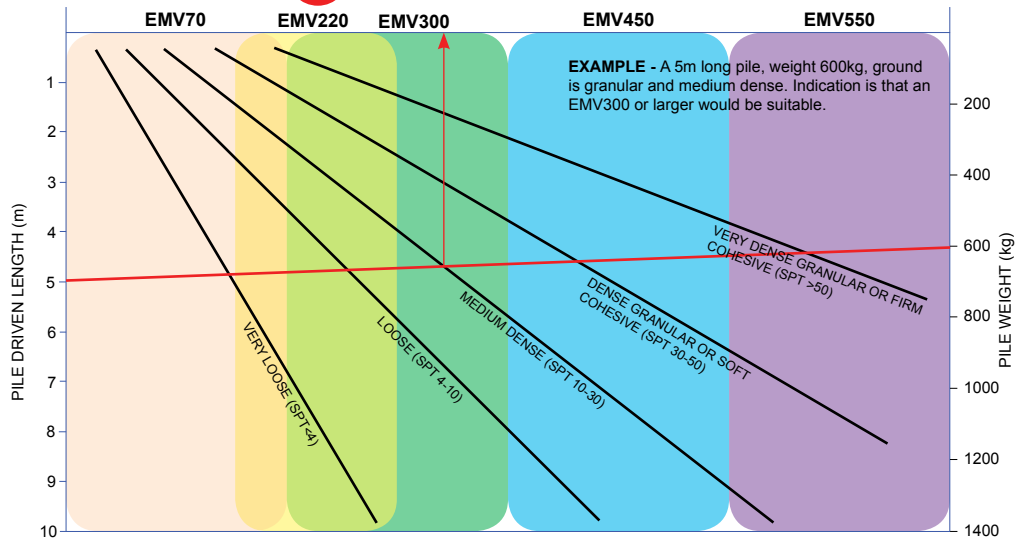 EMV70
EMV220
EMV300
EMV450
EMV550
EXAMPLE - A 5m long pile, weight 600kg, ground
is granular and medium dense. Indication is that an
EMV300 or larger would be suitable.
PILE DRIVEN LENGTH (m)
1
2
3
4
5
6
7
8
9
10
VERY LOOSE (SPT<4)
LOOSE (SPT 4-10)
MEDIUM DENSE (SPT 10-30)
DENSE GRANULAR OR SOFT
COHESIVE (SPT 30-50)
VERY DENSE GRANULAR OR FIRM
COHESIVE (SPT >50)
200
400
600
800
1000
1200
1400
PILE WEIGHT (kg)